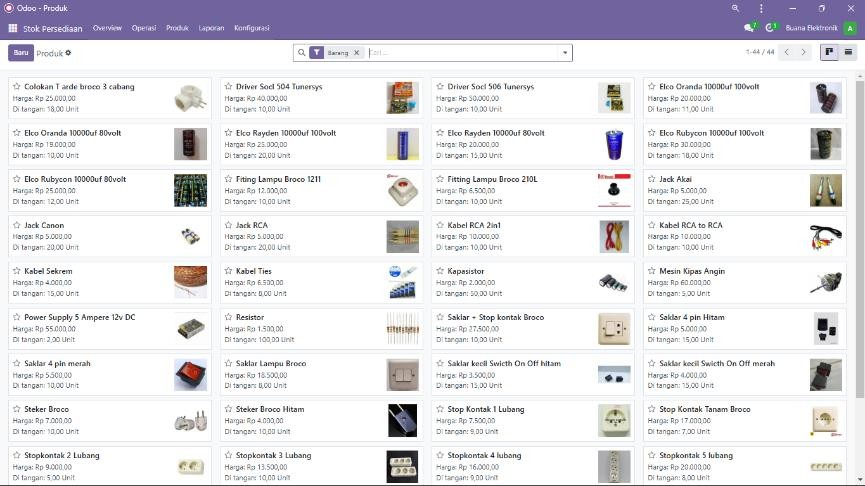 Odoo - Produk
Stok Persediaan Overview Operasi Produk Laporan Konfigurasi Buana Elektronik A
Baru Produk Barang Cari ... 1-44 / 44
Colokan T arde broco 3 cabang
Harga: Rp 25.000,00
Di tangan: 18,00 Unit
Driver Socl 504 Tunersys
Harga: Rp 40.000,00
Di tangan: 10,00 Unit
Driver Socl 506 Tunersys
Harga: Rp 50.000,00
Di tangan: 10,00 Unit
Elco Oranda 10000uf 100volt
Harga: Rp 20.000,00
Di tangan: 11,00 Unit
Elco Oranda 10000uf 80volt
Harga: Rp 19.000,00
Di tangan: 10,00 Unit
Elco Rayden 10000uf 100volt
Harga: Rp 25.000,00
Di tangan: 20,00 Unit
Elco Rayden 10000uf 80volt
Harga: Rp 20.000,00
Di tangan: 15,00 Unit
Elco Rubycon 10000uf 100volt
Harga: Rp 30.000,00
Di tangan: 18,00 Unit
Elco Rubycon 10000uf 80volt
Harga: Rp 25.000,00
Di tangan: 12,00 Unit
Fiting Lampu Broco 1211
Harga: Rp 12.000,00
Di tangan: 10,00 Unit
Fitting Lampu Broco 210L
Harga: Rp 6.500,00
Di tangan: 10,00 Unit
Jack Akai
Harga: Rp 5.000,00
Di tangan: 25,00 Unit
Jack Canon
Harga: Rp 5.000,00
Di tangan: 20,00 Unit
Jack RCA
Harga: Rp 5.000,00
Di tangan: 20,00 Unit
Kabel RCA 2in1
Harga: Rp 10.000,00
Di tangan: 10,00 Unit
Kabel RCA to RCA
Harga: Rp 10.000,00
Di tangan: 10,00 Unit
Kabel Sekrem
Harga: Rp 4.000,00
Di tangan: 15,00 Unit
Kabel Ties
Harga: Rp 6.500,00
Di tangan: 8,00 Unit
Kapasistor
Harga: Rp 2.000,00
Di tangan: 50,00 Unit
Mesin Kipas Angin
Harga: Rp 60.000,00
Di tangan: 5,00 Unit
Power Supply 5 Ampere 12v DC
Harga: Rp 55.000,00
Di tangan: 2,00 Unit
Resistor
Harga: Rp 1.500,00
Di tangan: 100,00 Unit
Saklar + Stop kontak Broco
Harga: Rp 27.500,00
Di tangan: 10,00 Unit
Saklar 4 pin Hitam
Harga: Rp 5.000,00
Di tangan: 15,00 Unit
Saklar 4 pin merah
Harga: Rp 5.500,00
Di tangan: 10,00 Unit
Saklar Lampu Broco
Harga: Rp 18.500,00
Di tangan: 8,00 Unit
Saklar kecil Swicth On Off hitam
Harga: Rp 3.500,00
Di tangan: 15,00 Unit
Saklar kecil Swicth On Off merah
Harga: Rp 4.000,00
Di tangan: 15,00 Unit
Steker Broco
Harga: Rp 7.000,00
Di tangan: 10,00 Unit
Steker Broco Hitam
Harga: Rp 4.000,00
Di tangan: 10,00 Unit
Stop Kontak 1 Lubang
Harga: Rp 7.500,00
Di tangan: 9,00 Unit
Stop Kontak Tanam Broco
Harga: Rp 17.000,00
Di tangan: 7,00 Unit
Stopkontak 2 Lubang
Harga: Rp 9.000,00
Di tangan: 5,00 Unit
Stopkontak 3 Lubang
Harga: Rp 13.500,00
Di tangan: 10,00 Unit
Stopkontak 4 lubang
Harga: Rp 16.000,00
Di tangan: 9,00 Unit
Stopkontak 5 lubang
Harga: Rp 20.000,00
Di tangan: 8,00 Unit